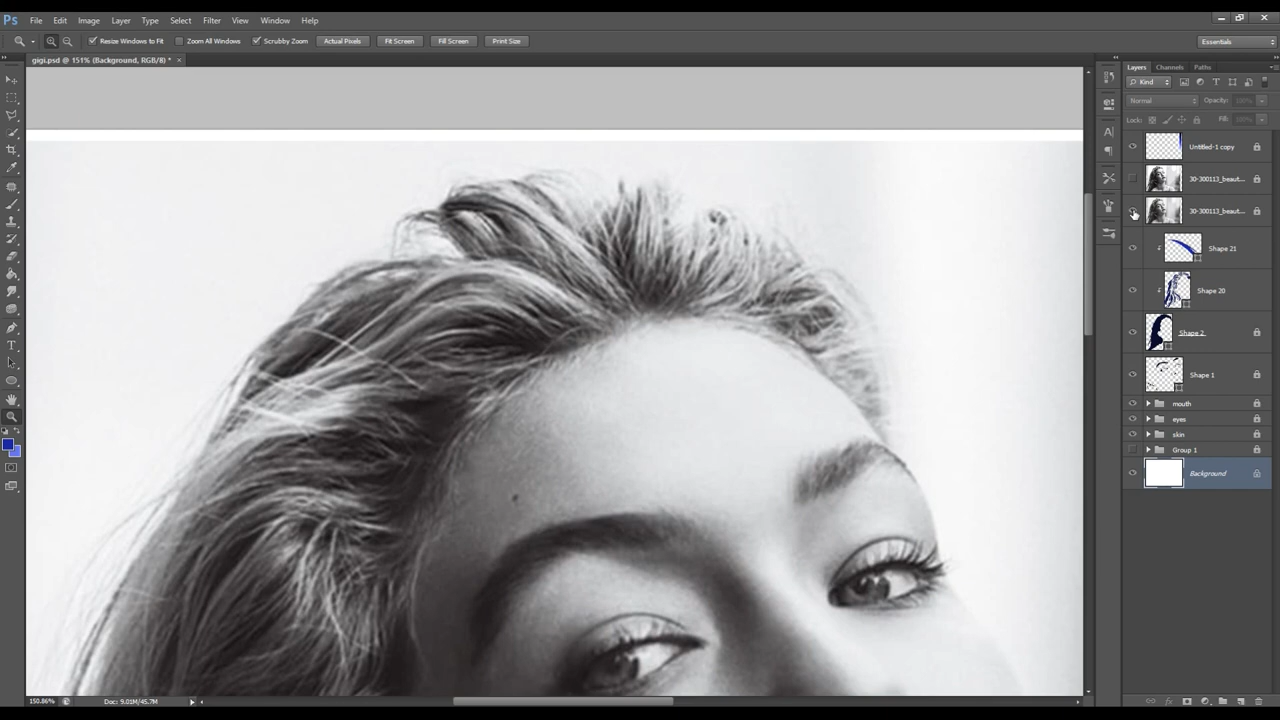 Ps File Edit Image Layer Type Select Filter View Window Help
Resize Windows to Fit Zoom All Windows Scrubby Zoom Actual Pixels Fit Screen Fill Screen Print Size Essentials
gigi.psd @ 151% (Background, RGB/8) * ×
Layers Channels Paths
Kind T
Normal Opacity: 100%
Lock: Fill: 100%
Untitled-1 copy
30-300113_beaut...
30-300113_beaut...
Shape 21
Shape 20
Shape 2
Shape 1
mouth
eyes
skin
Group 1
Background
150.86% Doc: 9.01M/45.7M fx